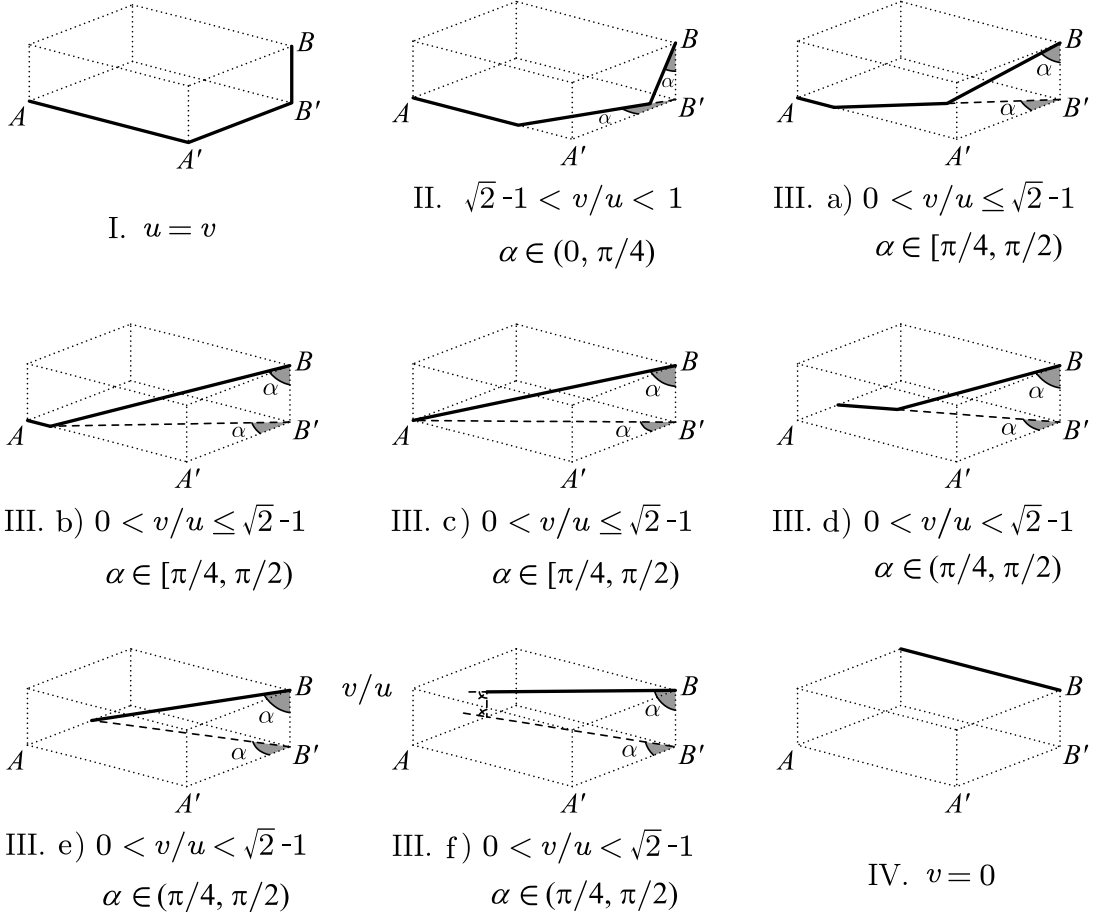 B
A
B′
A′
I. u = v
B
α
α
A
B′
A′
II. √2 -1 < v/u < 1
α ∈ (0, π/4)
B
α
α
A
B′
A′
III. a) 0 < v/u ≤ √2 -1
α ∈ [π/4, π/2)
B
α
α
A
B′
A′
III. b) 0 < v/u ≤ √2 -1
α ∈ [π/4, π/2)
B
α
α
A
B′
A′
III. c) 0 < v/u ≤ √2 -1
α ∈ [π/4, π/2)
B
α
α
A
B′
A′
III. d) 0 < v/u < √2 -1
α ∈ (π/4, π/2)
B
α
α
A
B′
A′
III. e) 0 < v/u < √2 -1
α ∈ (π/4, π/2)
v/u
B
α
α
A
B′
A′
III. f) 0 < v/u < √2 -1
α ∈ (π/4, π/2)
B
A
B′
A′
IV. v = 0